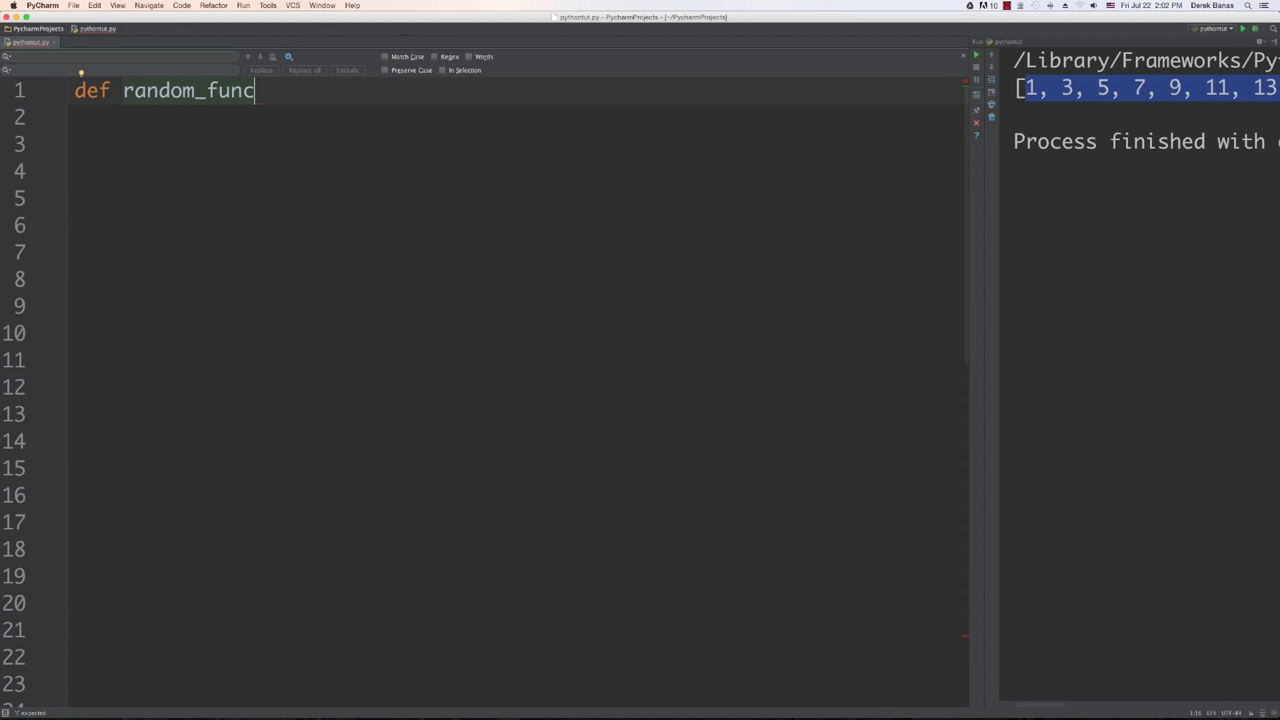 PyCharm File Edit View Navigate Code Refactor Run Tools VCS Window Help 10 Fri Jul 22 2:02 PM Derek Banas
pythontut.py - PycharmProjects - [~/PycharmProjects]
PycharmProjects pythontut.py pythontut
pythontut.py Run pythontut
Match Case Regex Words
Replace Replace all Exclude Preserve Case In Selection
/Library/Frameworks/Py
[1, 3, 5, 7, 9, 11, 13
Process finished with
1 def random_func
2
3
4
5
6
7
8
9
10
11
12
13
14
15
16
17
18
19
20
21
22
23
'(' expected 1:16 LF÷ UTF-8÷